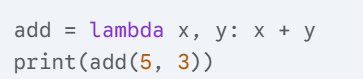 add = lambda x, y: x + y
print(add(5, 3))